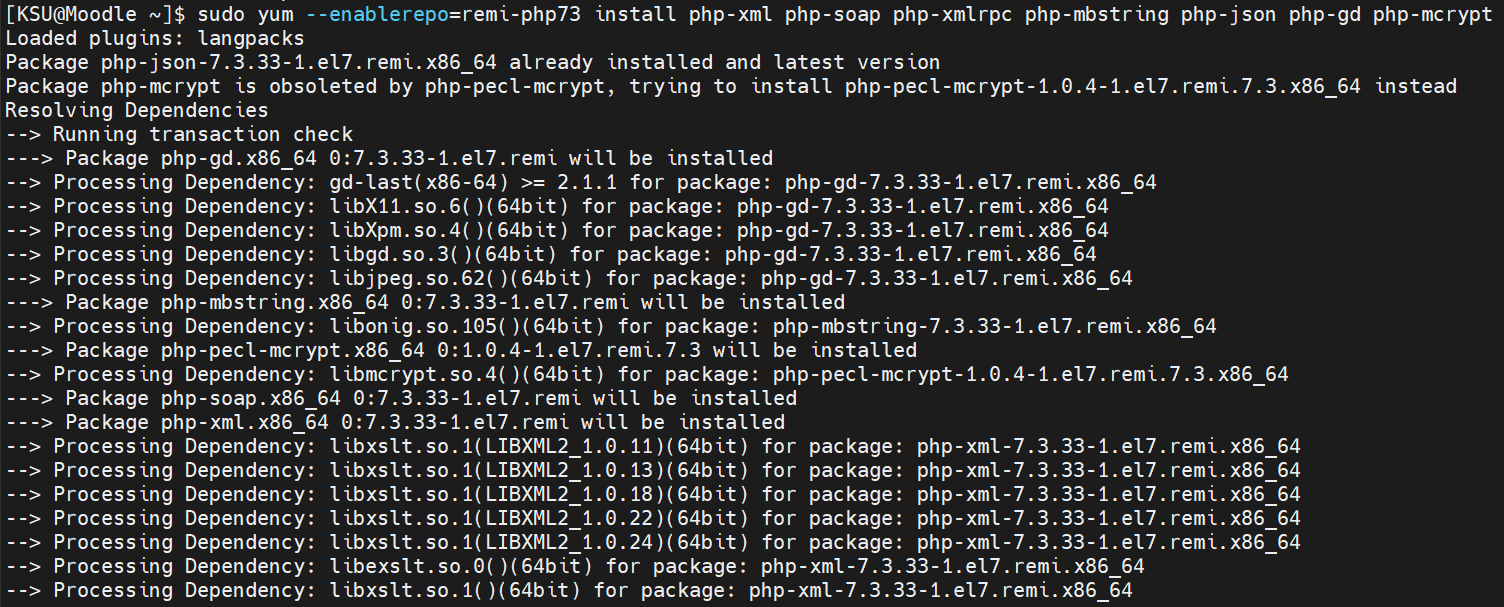 [KSU@Moodle ~]$ sudo yum --enablerepo=remi-php73 install php-xml php-soap php-xmlrpc php-mbstring php-json php-gd php-mcrypt
Loaded plugins: langpacks
Package php-json-7.3.33-1.el7.remi.x86_64 already installed and latest version
Package php-mcrypt is obsoleted by php-pecl-mcrypt, trying to install php-pecl-mcrypt-1.0.4-1.el7.remi.7.3.x86_64 instead
Resolving Dependencies
--> Running transaction check
---> Package php-gd.x86_64 0:7.3.33-1.el7.remi will be installed
--> Processing Dependency: gd-last(x86-64) >= 2.1.1 for package: php-gd-7.3.33-1.el7.remi.x86_64
--> Processing Dependency: libX11.so.6()(64bit) for package: php-gd-7.3.33-1.el7.remi.x86_64
--> Processing Dependency: libXpm.so.4()(64bit) for package: php-gd-7.3.33-1.el7.remi.x86_64
--> Processing Dependency: libgd.so.3()(64bit) for package: php-gd-7.3.33-1.el7.remi.x86_64
--> Processing Dependency: libjpeg.so.62()(64bit) for package: php-gd-7.3.33-1.el7.remi.x86_64
---> Package php-mbstring.x86_64 0:7.3.33-1.el7.remi will be installed
--> Processing Dependency: libonig.so.105()(64bit) for package: php-mbstring-7.3.33-1.el7.remi.x86_64
---> Package php-pecl-mcrypt.x86_64 0:1.0.4-1.el7.remi.7.3 will be installed
--> Processing Dependency: libmcrypt.so.4()(64bit) for package: php-pecl-mcrypt-1.0.4-1.el7.remi.7.3.x86_64
---> Package php-soap.x86_64 0:7.3.33-1.el7.remi will be installed
---> Package php-xml.x86_64 0:7.3.33-1.el7.remi will be installed
--> Processing Dependency: libxslt.so.1(LIBXML2_1.0.11)(64bit) for package: php-xml-7.3.33-1.el7.remi.x86_64
--> Processing Dependency: libxslt.so.1(LIBXML2_1.0.13)(64bit) for package: php-xml-7.3.33-1.el7.remi.x86_64
--> Processing Dependency: libxslt.so.1(LIBXML2_1.0.18)(64bit) for package: php-xml-7.3.33-1.el7.remi.x86_64
--> Processing Dependency: libxslt.so.1(LIBXML2_1.0.22)(64bit) for package: php-xml-7.3.33-1.el7.remi.x86_64
--> Processing Dependency: libxslt.so.1(LIBXML2_1.0.24)(64bit) for package: php-xml-7.3.33-1.el7.remi.x86_64
--> Processing Dependency: libexslt.so.0()(64bit) for package: php-xml-7.3.33-1.el7.remi.x86_64
--> Processing Dependency: libxslt.so.1()(64bit) for package: php-xml-7.3.33-1.el7.remi.x86_64